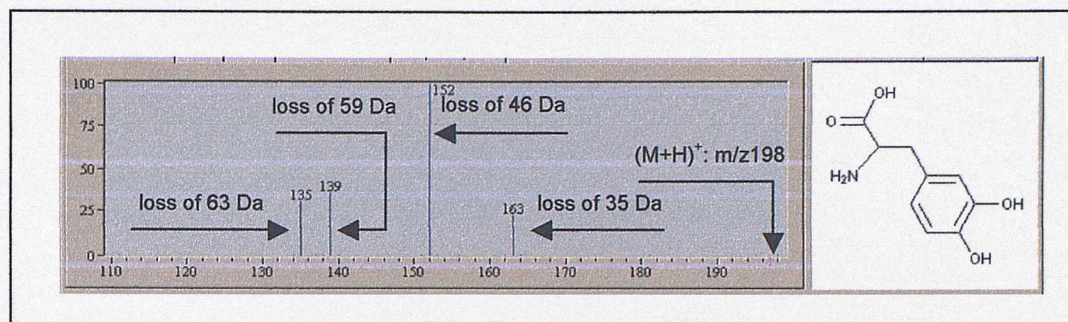 100
75
50
25
0
110 120 130 140 150 160 170 180 190
loss of 59 Da
152
loss of 46 Da
(M+H)+: m/z198
loss of 63 Da
135
139
163
loss of 35 Da
OH
O
H₂N
OH
OH